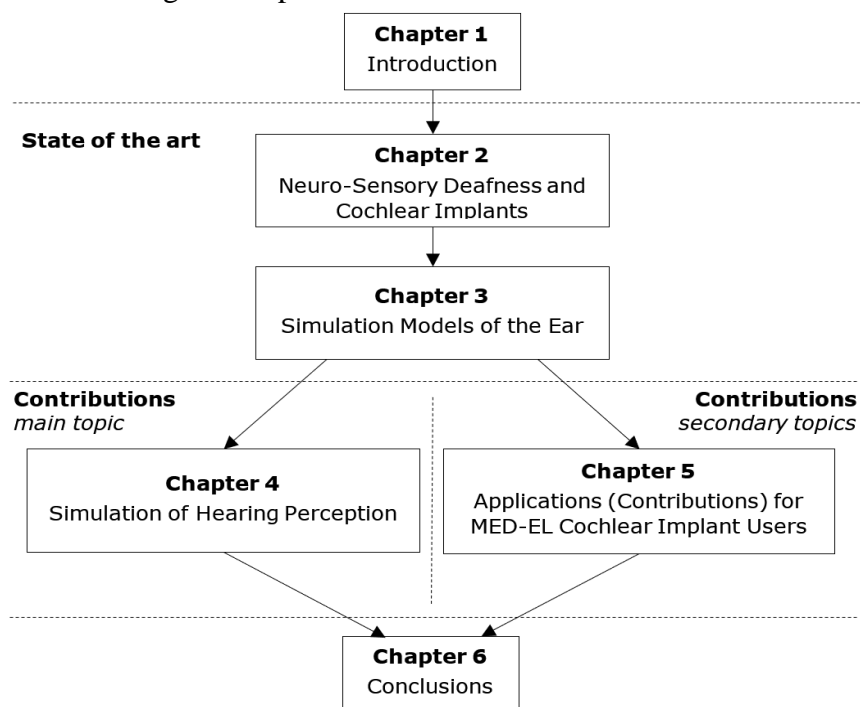 Chapter 1
Introduction
State of the art
Chapter 2
Neuro-Sensory Deafness and
Cochlear Implants
Chapter 3
Simulation Models of the Ear
Contributions
main topic
Contributions
secondary topics
Chapter 4
Simulation of Hearing Perception
Chapter 5
Applications (Contributions) for
MED-EL Cochlear Implant Users
Chapter 6
Conclusions